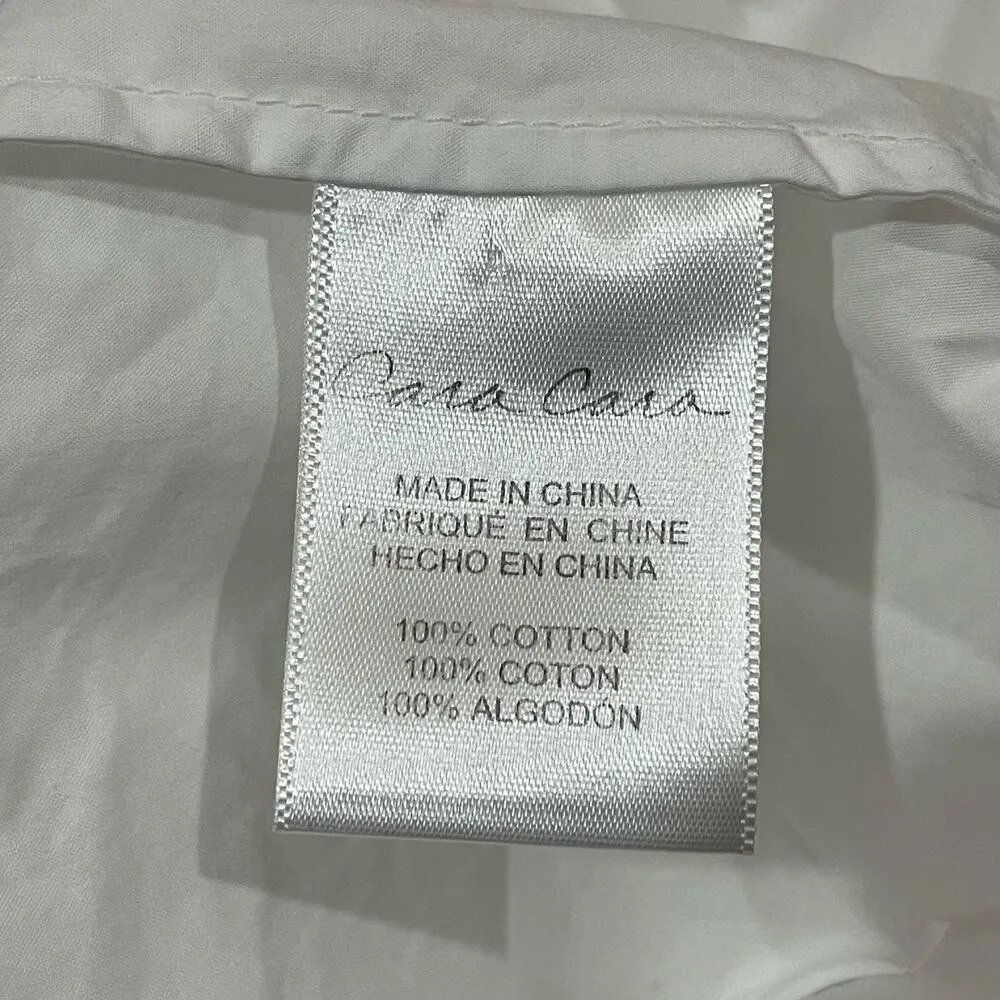 Cara Cara
MADE IN CHINA
FABRIQUÉ EN CHINE
HECHO EN CHINA
100% COTTON
100% COTON
100% ALGODÓN